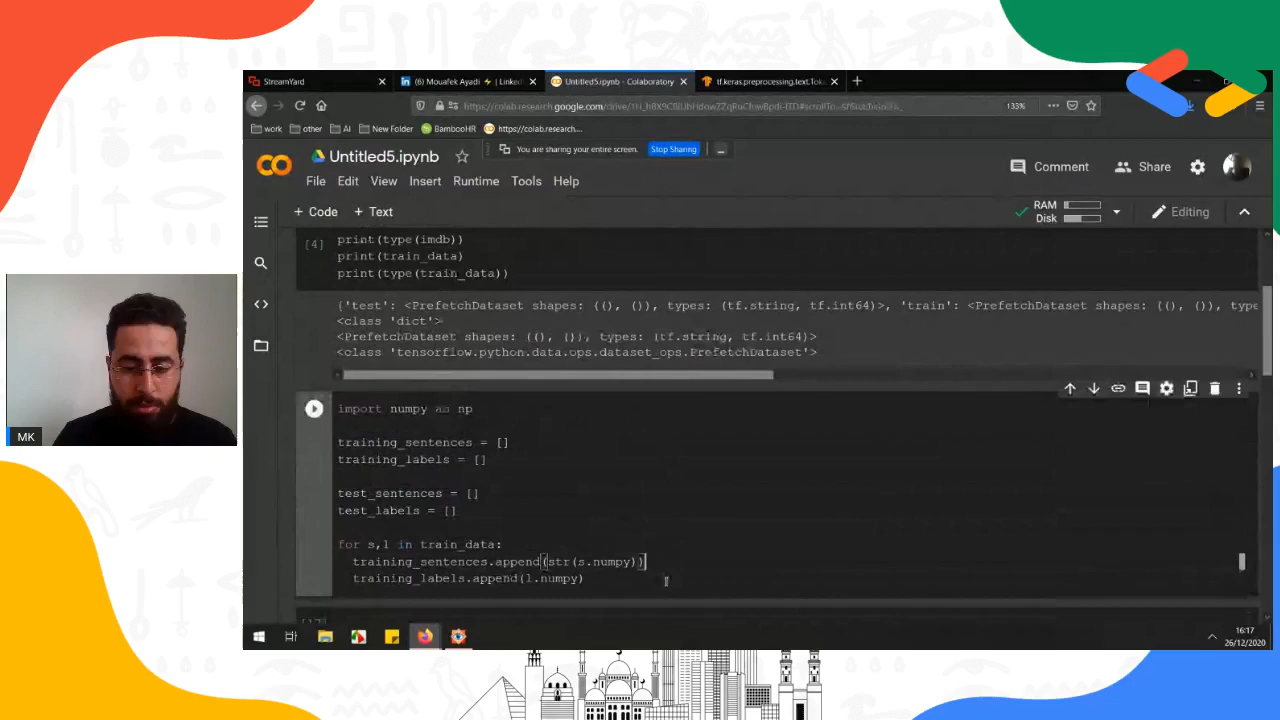 StreamYard
(6) Mouafek Ayadi ⚡ | Linke
Untitled5.ipynb - Colaboratory
tf.keras.preprocessing.text.Tok
133%
work
other
AI
New Folder
BambooHR
https://colab.research...
Untitled5.ipynb
You are sharing your entire screen.
Stop Sharing
Comment
Share
File Edit View Insert Runtime Tools Help
+ Code + Text
RAM
Disk
Editing
[4]
print(type(imdb))
print(train_data)
print(type(train_data))
{'test': <PrefetchDataset shapes: ((), ()), types: (tf.string, tf.int64)>, 'train': <PrefetchDataset shapes: ((), ()), type
<class 'dict'>
<PrefetchDataset shapes: ((), ()), types: (tf.string, tf.int64)>
<class 'tensorflow.python.data.ops.dataset_ops.PrefetchDataset'>
import numpy as np
training_sentences = []
training_labels = []
test_sentences = []
test_labels = []
for s,l in train_data:
training_sentences.append(str(s.numpy))
training_labels.append(l.numpy)
MK
16:17
26/12/2020